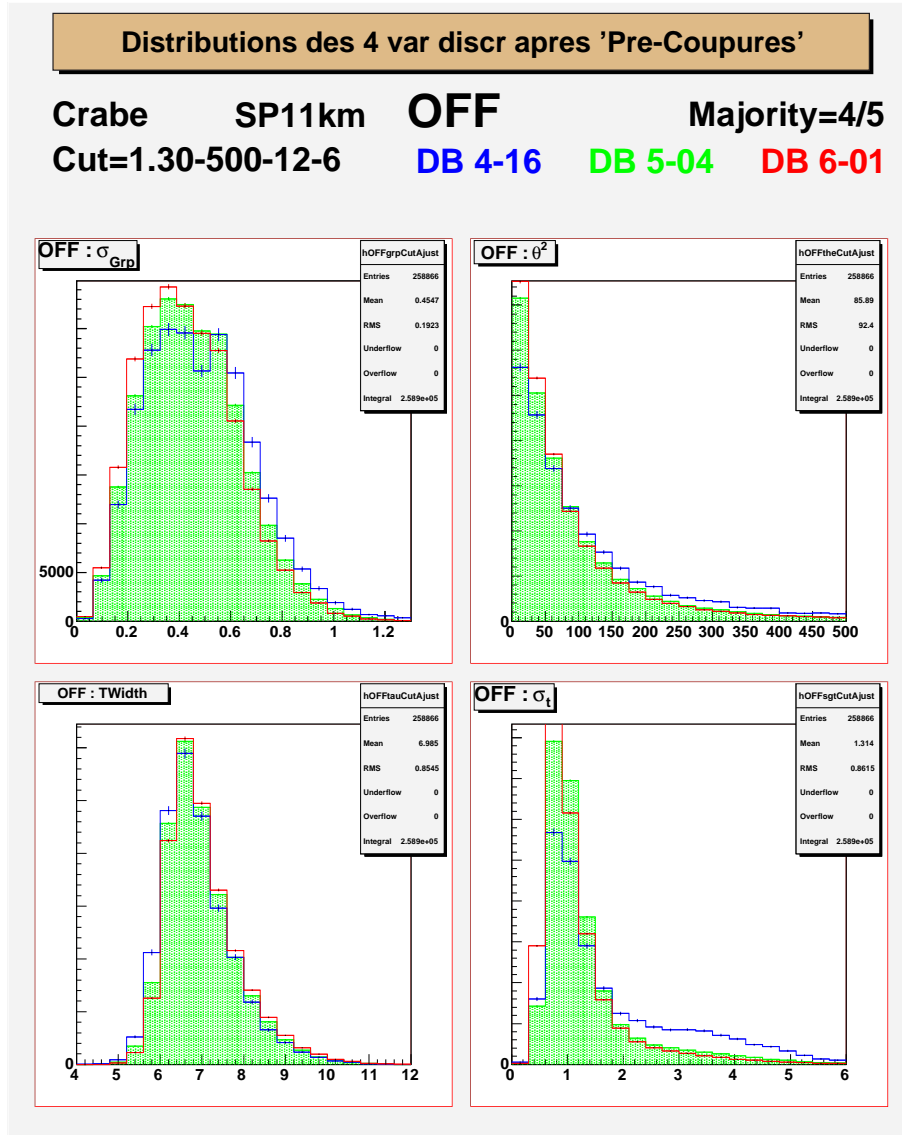 Distributions des 4 var discr apres ’Pre-Coupures’
Crabe SP11km OFF Majority=4/5
Cut=1.30-500-12-6 DB 4-16 DB 5-04 DB 6-01
OFF : σGrp
hOFFgrpCutAjust
Entries 258866
Mean 0.4547
RMS 0.1923
Underflow 0
Overflow 0
Integral 2.589e+05
5000
0
0 0.2 0.4 0.6 0.8 1 1.2
OFF : θ²
hOFFtheCutAjust
Entries 258866
Mean 85.89
RMS 92.4
Underflow 0
Overflow 0
Integral 2.589e+05
0
0 50 100 150 200 250 300 350 400 450 500
OFF : TWidth
hOFFtauCutAjust
Entries 258866
Mean 6.985
RMS 0.8545
Underflow 0
Overflow 0
Integral 2.589e+05
0
4 5 6 7 8 9 10 11 12
OFF : σt
hOFFsgtCutAjust
Entries 258866
Mean 1.314
RMS 0.8615
Underflow 0
Overflow 0
Integral 2.589e+05
0
0 1 2 3 4 5 6